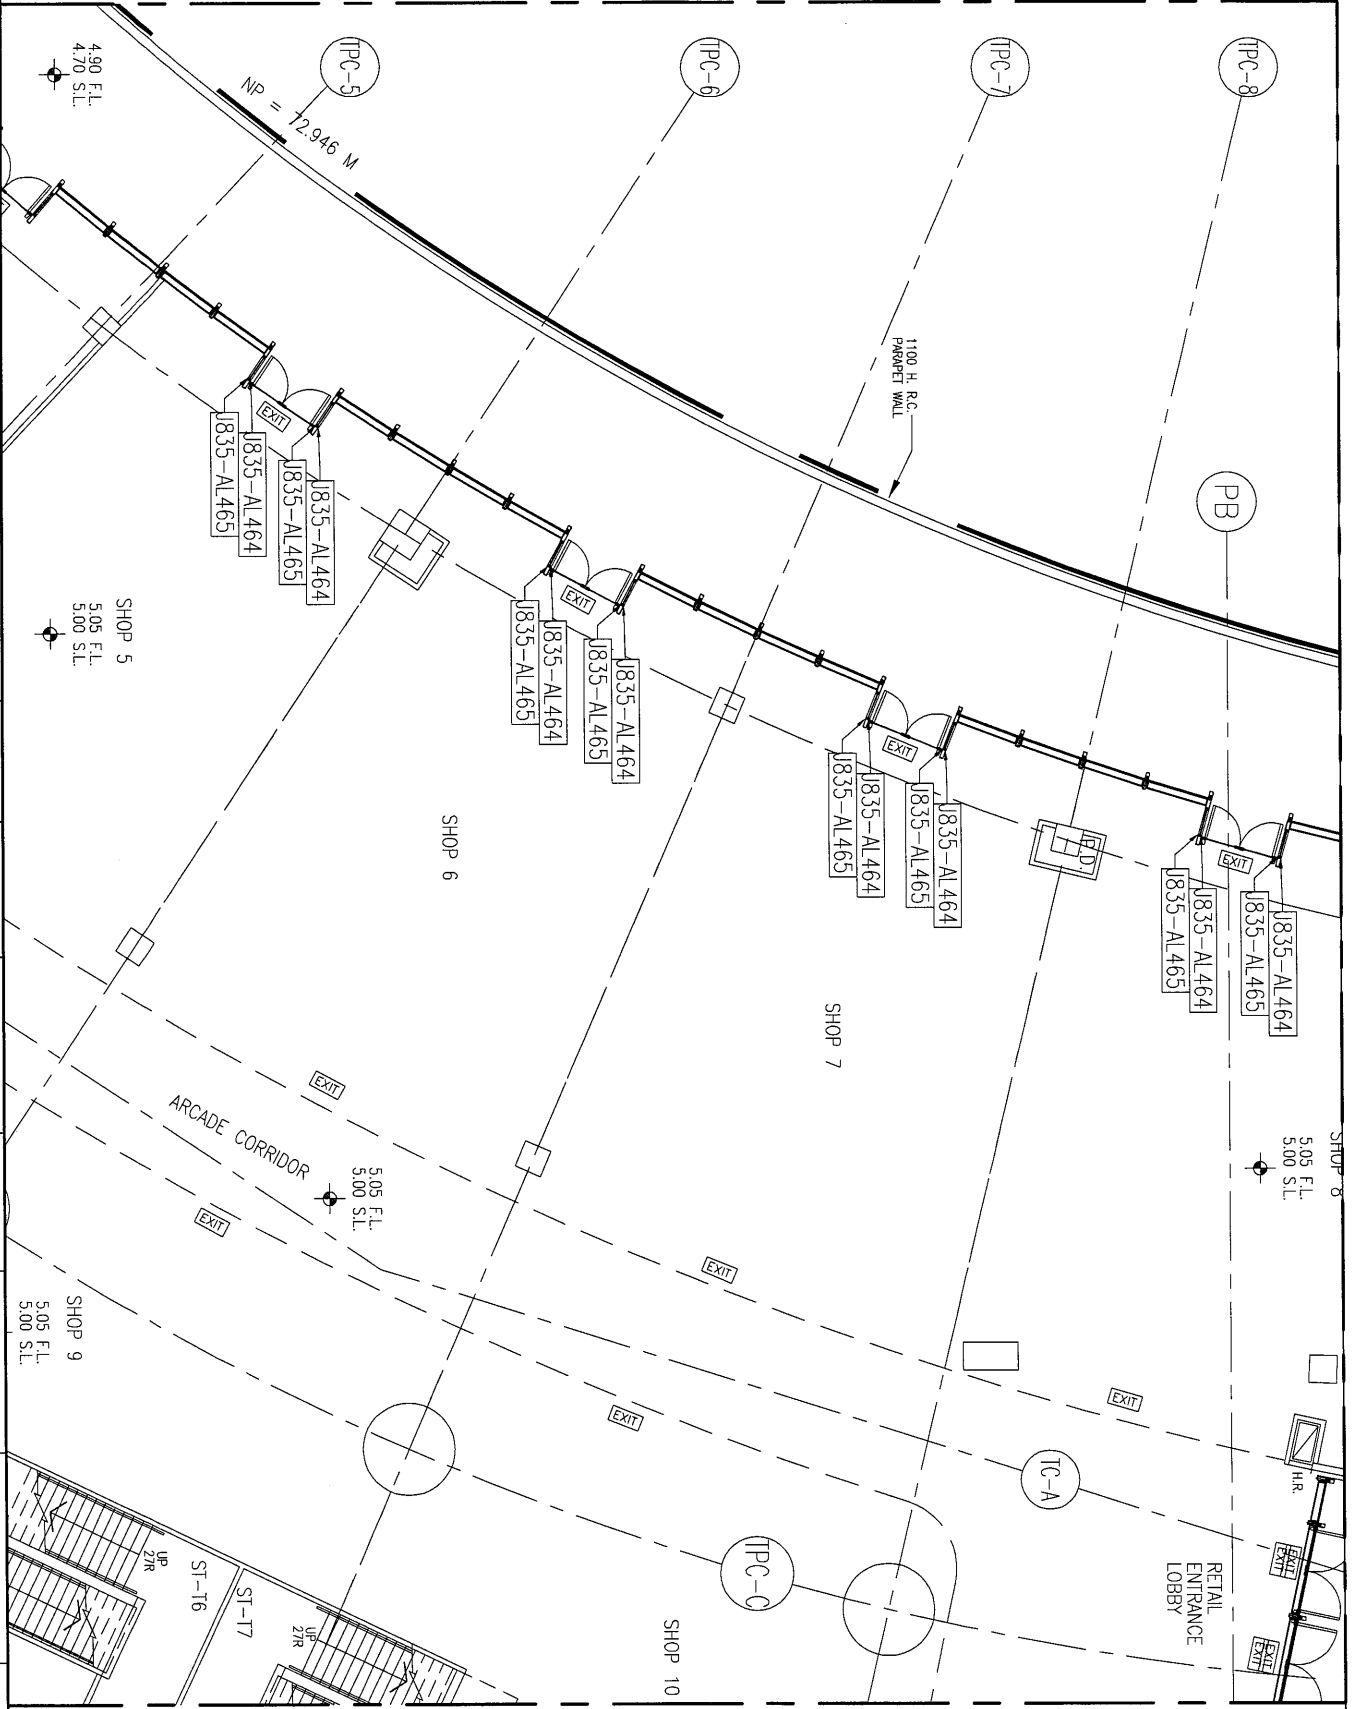 TPC-5
TPC-6
TPC-7
TPC-8
4.90 F.L.
4.70 S.L.
NP = 72.946 M
1100 H. R.C.
PARAPET WALL
PB
EXIT
J835-AL465
J835-AL464
J835-AL465
J835-AL464
EXIT
J835-AL465
J835-AL464
J835-AL465
J835-AL464
EXIT
J835-AL465
J835-AL464
J835-AL465
J835-AL464
EXIT
J835-AL465
J835-AL464
J835-AL465
J835-AL464
P.D.
SHOP 5
5.05 F.L.
5.00 S.L.
SHOP 6
SHOP 7
SHOP 8
5.05 F.L.
5.00 S.L.
EXIT
ARCADE CORRIDOR
5.05 F.L.
5.00 S.L.
EXIT
EXIT
EXIT
EXIT
SHOP 9
5.05 F.L.
5.00 S.L.
TC-A
H.R.
EXIT
EXIT
EXIT
EXIT
TPC-C
RETAIL
ENTRANCE
LOBBY
UP
27R
ST-T6
ST-T7
UP
27R
SHOP 10